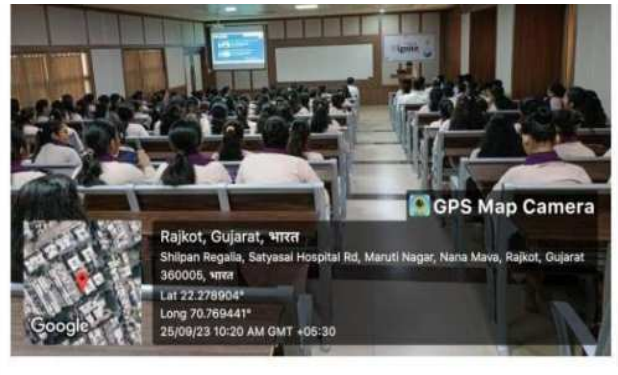 ignite
GPS Map Camera
Rajkot, Gujarat, भारत
Shilpan Regalia, Satyasai Hospital Rd, Maruti Nagar, Nana Mava, Rajkot, Gujarat
360005, भारत
Lat 22.278904°
Long 70.769441°
25/09/23 10:20 AM GMT +05:30
Google